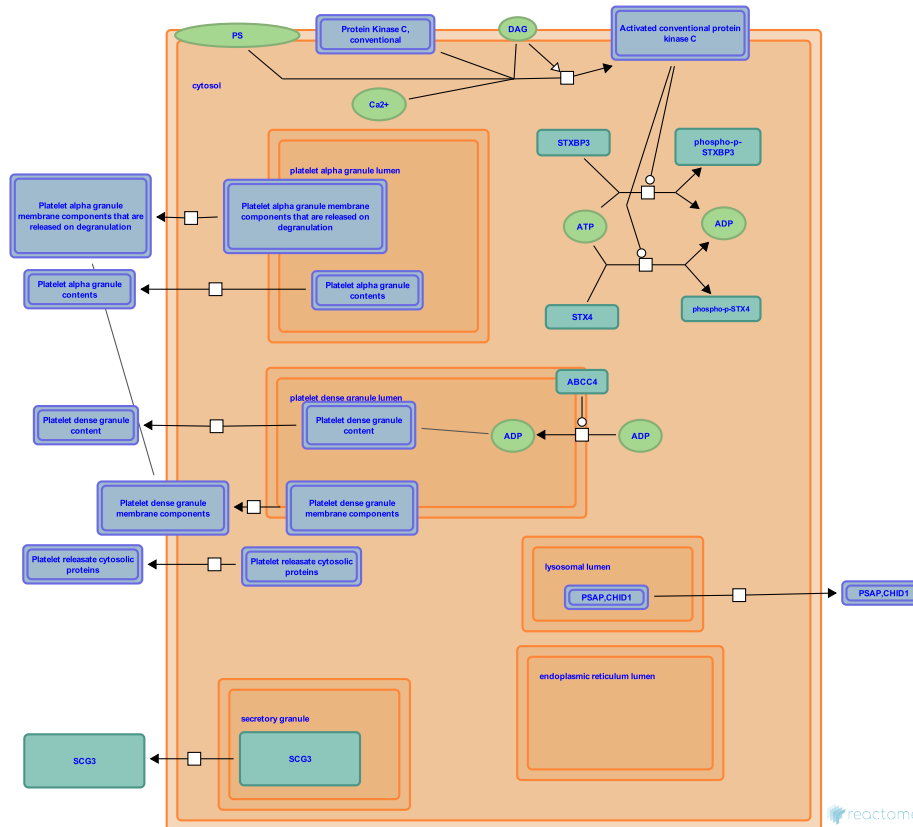 PS
Protein Kinase C,
conventional
DAG
Activated conventional protein
kinase C
cytosol
Ca2+
STXBP3
phospho-p-
STXBP3
platelet alpha granule lumen
Platelet alpha granule
membrane components that are
released on degranulation
Platelet alpha granule membrane
components that are released on
degranulation
ATP
ADP
Platelet alpha granule
contents
Platelet alpha granule
contents
STX4
phospho-p-STX4
ABCC4
platelet dense granule lumen
Platelet dense granule
content
Platelet dense granule
content
ADP
ADP
Platelet dense granule
membrane components
Platelet dense granule
membrane components
Platelet releasate cytosolic
proteins
Platelet releasate cytosolic
proteins
lysosomal lumen
PSAP,CHID1
PSAP,CHID1
endoplasmic reticulum lumen
secretory granule
SCG3
SCG3
reactome